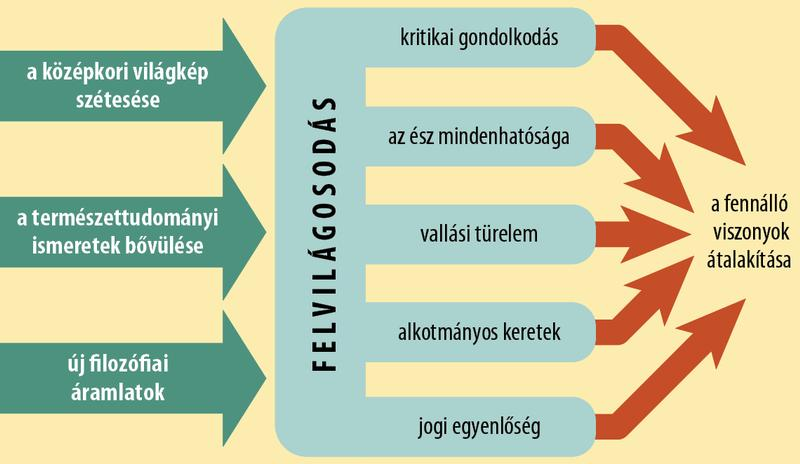 a középkori világkép
szétesése
a természettudományi
ismeretek bővülése
új filozófiai
áramlatok
FELVILÁGOSODÁS
kritikai gondolkodás
az ész mindenhatósága
vallási türelem
alkotmányos keretek
jogi egyenlőség
a fennálló
viszonyok
átalakítása